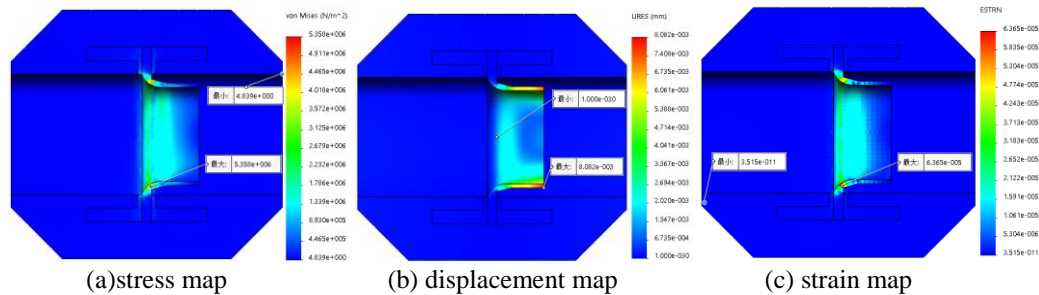 von Mises (N/m^2)
5.358e+006
4.911e+006
4.465e+006
4.018e+006
3.572e+006
3.125e+006
2.679e+006
2.232e+006
1.786e+006
1.339e+006
8.930e+005
4.465e+005
4.839e+000
最小: 4.839e+000
最大: 5.358e+006
(a)stress map
URES (mm)
8.082e-003
7.408e-003
6.735e-003
6.061e-003
5.388e-003
4.714e-003
4.041e-003
3.367e-003
2.694e-003
2.020e-003
1.347e-003
6.735e-004
1.000e-030
最小: 1.000e-030
最大: 8.082e-003
(b) displacement map
ESTRN
6.365e-005
5.835e-005
5.304e-005
4.774e-005
4.243e-005
3.713e-005
3.183e-005
2.652e-005
2.122e-005
1.591e-005
1.061e-005
5.304e-006
3.515e-011
最小: 3.515e-011
最大: 6.365e-005
(c) strain map